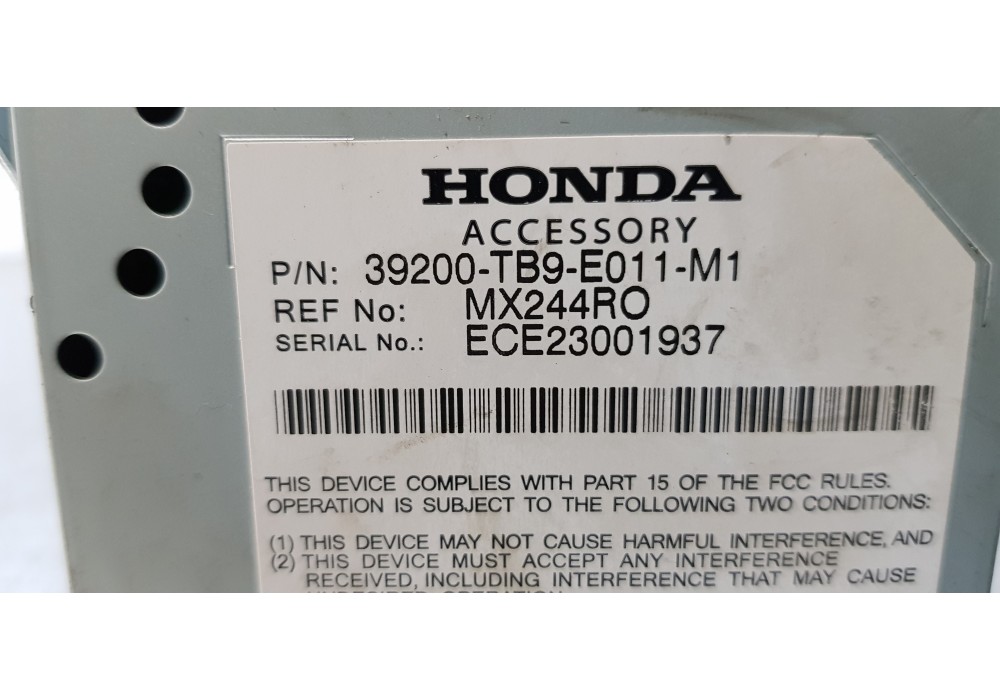 HONDA
ACCESSORY
P/N: 39200-TB9-E011-M1
REF No: MX244RO
SERIAL No.: ECE23001937
THIS DEVICE COMPLIES WITH PART 15 OF THE FCC RULES.
OPERATION IS SUBJECT TO THE FOLLOWING TWO CONDITIONS:
(1) THIS DEVICE MAY NOT CAUSE HARMFUL INTERFERENCE, AND
(2) THIS DEVICE MUST ACCEPT ANY INTERFERENCE
RECEIVED, INCLUDING INTERFERENCE THAT MAY CAUSE